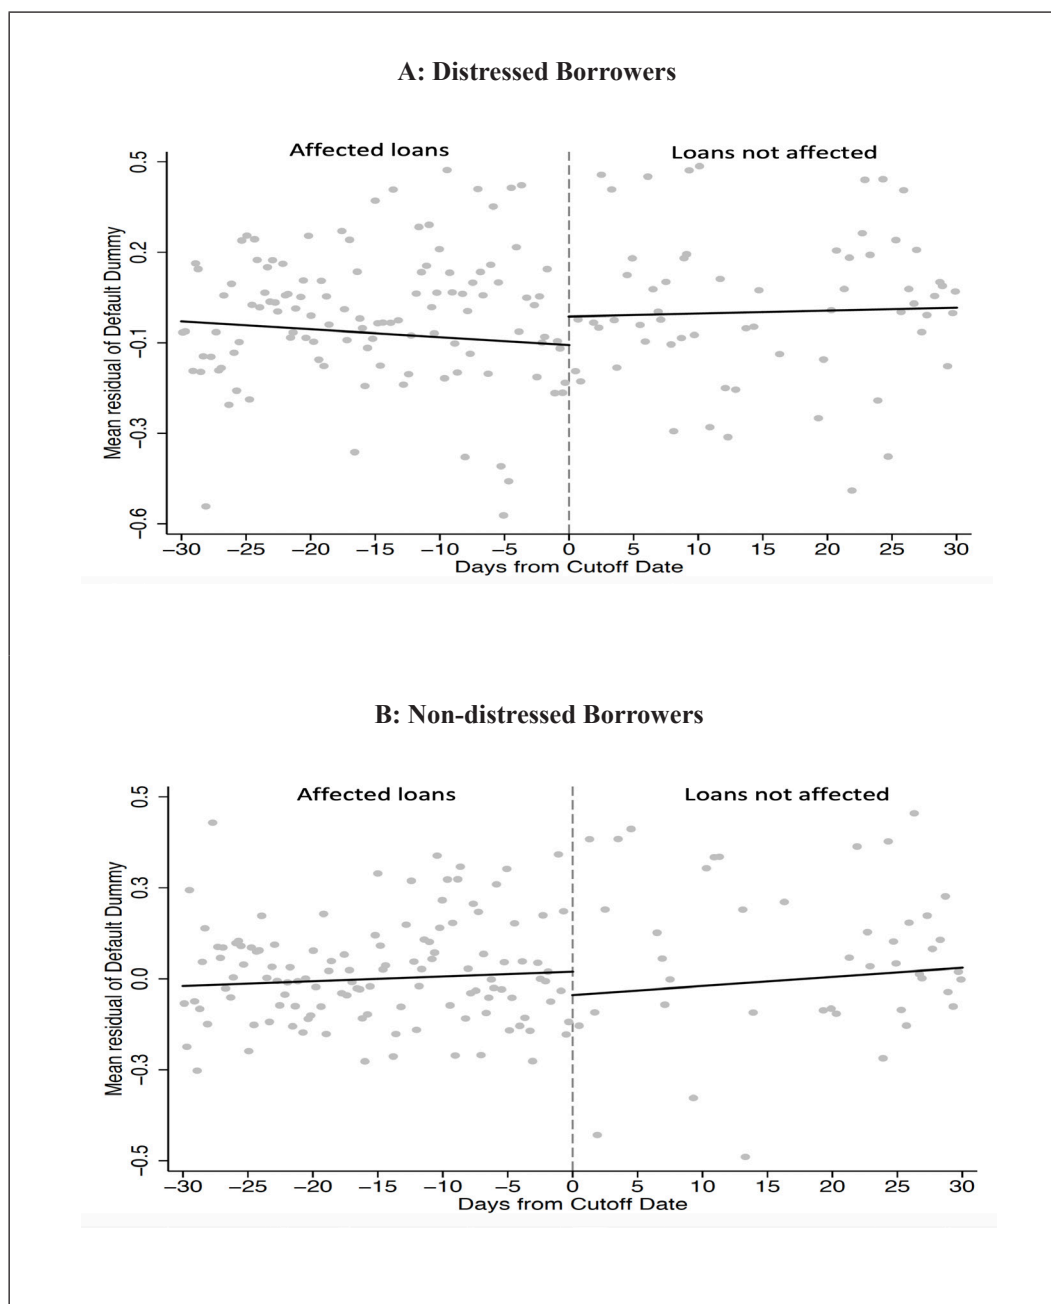 A: Distressed Borrowers
Affected loans
Loans not affected
Mean residual of Default Dummy
0.5
0.2
−0.1
−0.3
−0.6
−30 −25 −20 −15 −10 −5 0 5 10 15 20 25 30
Days from Cutoff Date
B: Non-distressed Borrowers
Affected loans
Loans not affected
Mean residual of Default Dummy
0.5
0.3
0.0
−0.3
−0.5
−30 −25 −20 −15 −10 −5 0 5 10 15 20 25 30
Days from Cutoff Date